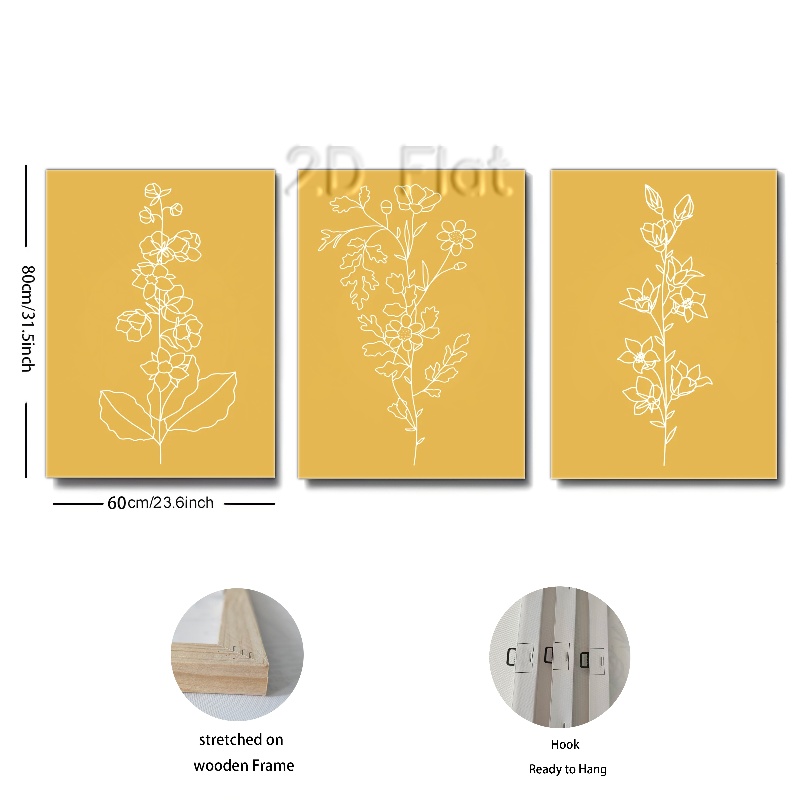 2D Flat
80cm/31.5inch
60cm/23.6inch
stretched on
wooden Frame
Hook
Ready to Hang